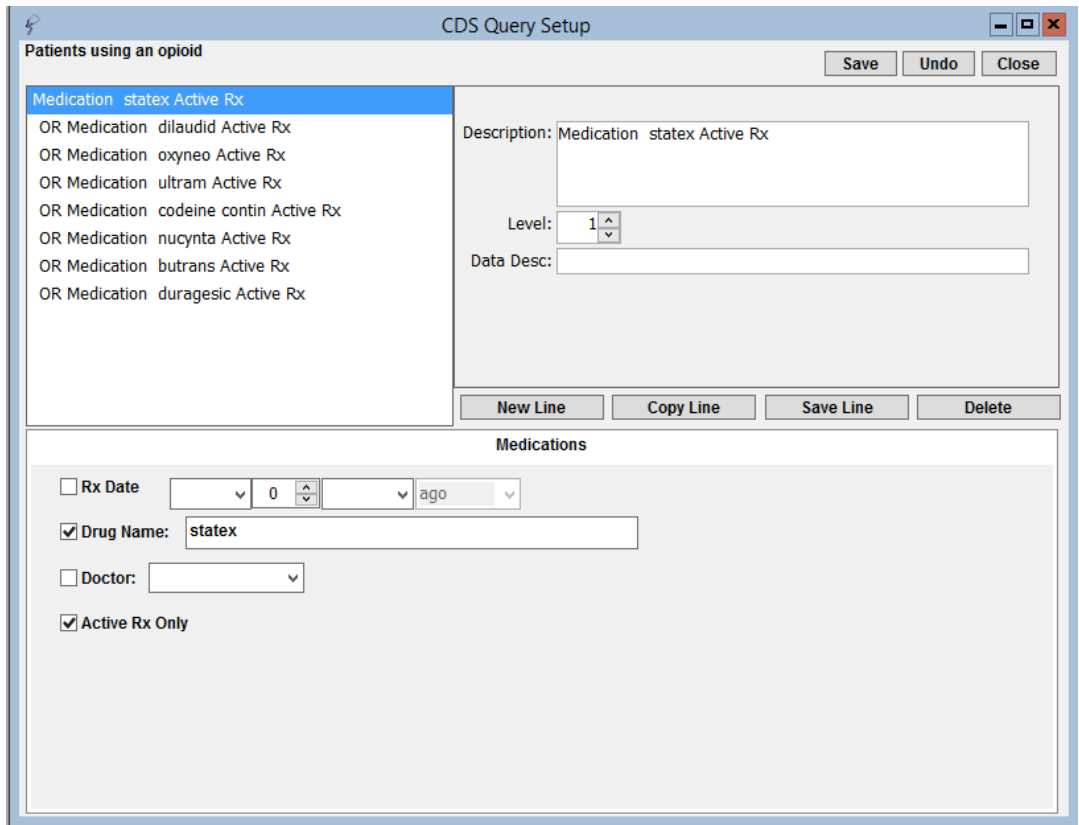 CDS Query Setup
Patients using an opioid
Save Undo Close
Medication statex Active Rx
OR Medication dilaudid Active Rx
OR Medication oxyneo Active Rx
OR Medication ultram Active Rx
OR Medication codeine contin Active Rx
OR Medication nucynta Active Rx
OR Medication butrans Active Rx
OR Medication duragesic Active Rx
Description: Medication statex Active Rx
Level: 1
Data Desc:
New Line Copy Line Save Line Delete
Medications
Rx Date 0 ago
Drug Name: statex
Doctor:
Active Rx Only